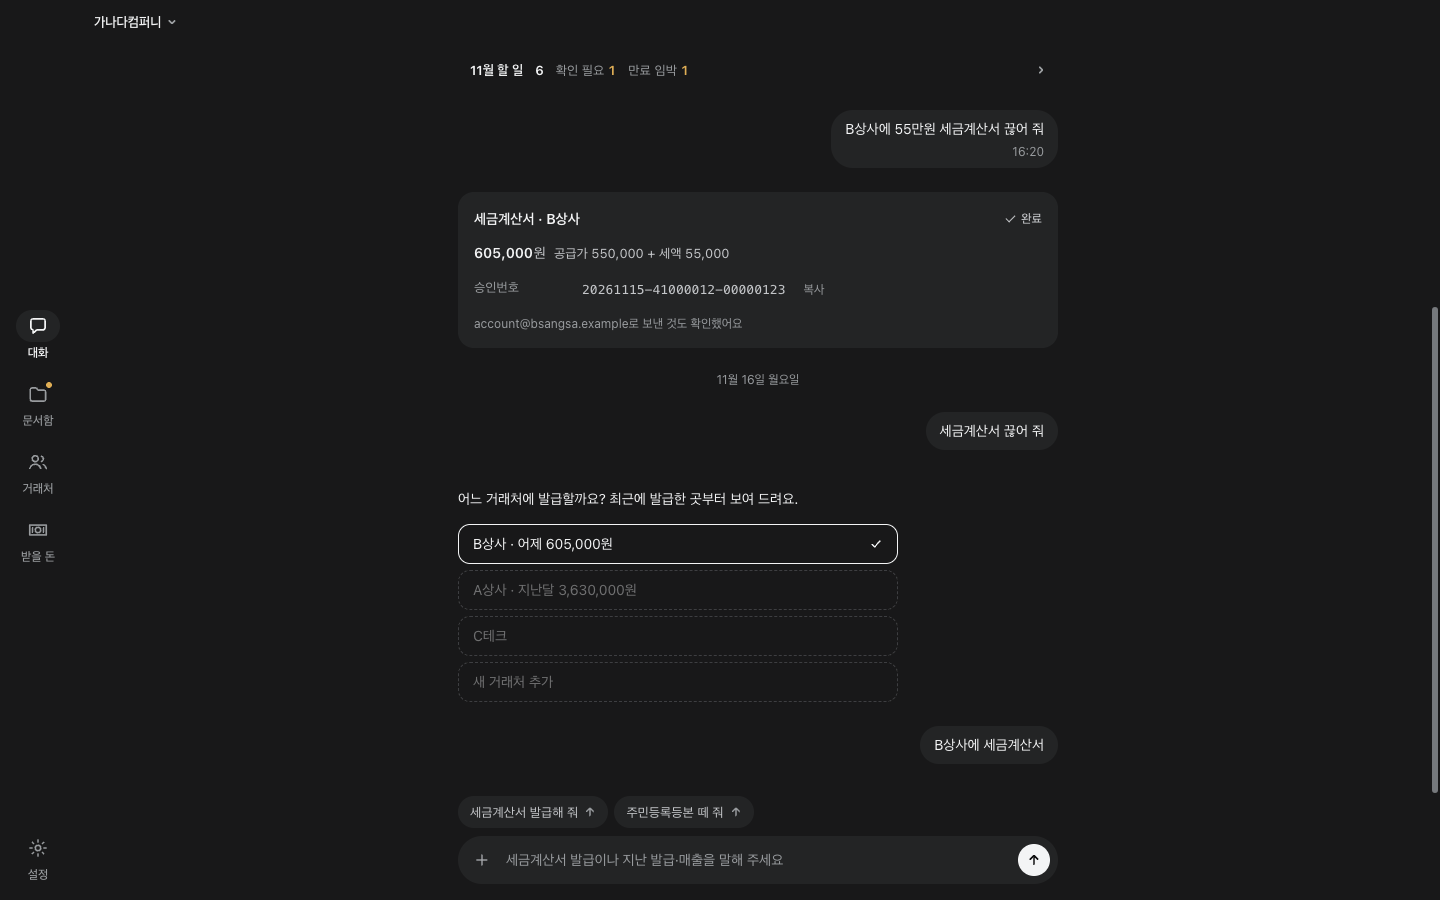 가나다컴퍼니
11월 할 일 6 확인 필요 1 만료 임박 1
B상사에 55만원 세금계산서 끊어 줘
16:20
세금계산서 · B상사
완료
605,000원 공급가 550,000 + 세액 55,000
승인번호 20261115-41000012-00000123 복사
account@bsangsa.example로 보낸 것도 확인했어요
11월 16일 월요일
세금계산서 끊어 줘
어느 거래처에 발급할까요? 최근에 발급한 곳부터 보여 드려요.
B상사 · 어제 605,000원
A상사 · 지난달 3,630,000원
C테크
새 거래처 추가
B상사에 세금계산서
세금계산서 발급해 줘
주민등록등본 떼 줘
세금계산서 발급이나 지난 발급·매출을 말해 주세요
대화
문서함
거래처
받을 돈
설정